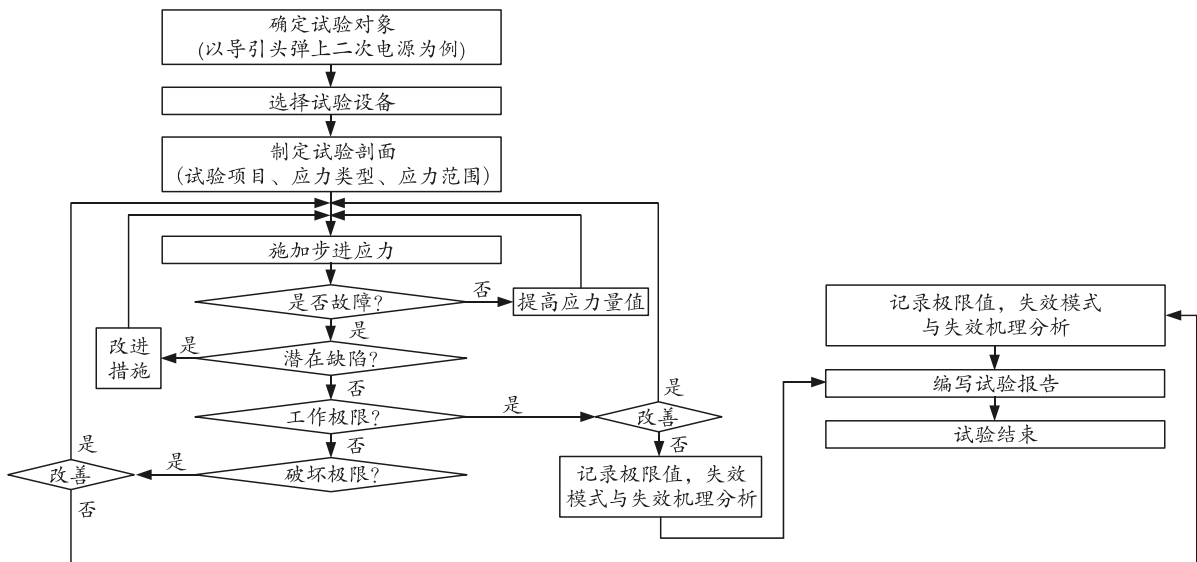 确定试验对象
(以导引头弹上二次电源为例)
选择试验设备
制定试验剖面
(试验项目、应力类型、应力范围)
施加步进应力
是否故障?
否
提高应力量值
是
改进
措施
是
潜在缺陷?
否
工作极限?
是
是
改善
否
否
是
改善
是
破坏极限?
否
记录极限值，失效
模式与失效机理分析
记录极限值，失效模式
与失效机理分析
编写试验报告
试验结束